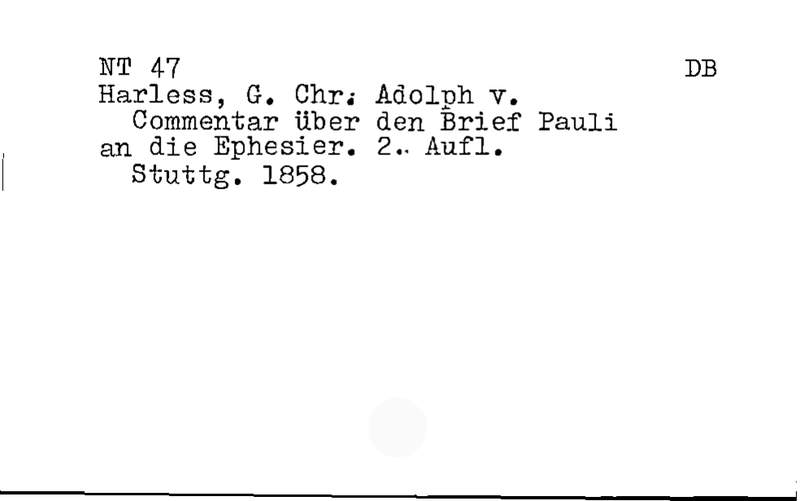 NT 47 DB
Harless, G. Chr. Adolph v.
Commentar über den Brief Pauli
an die Ephesier. 2. Aufl.
Stuttg. 1858.